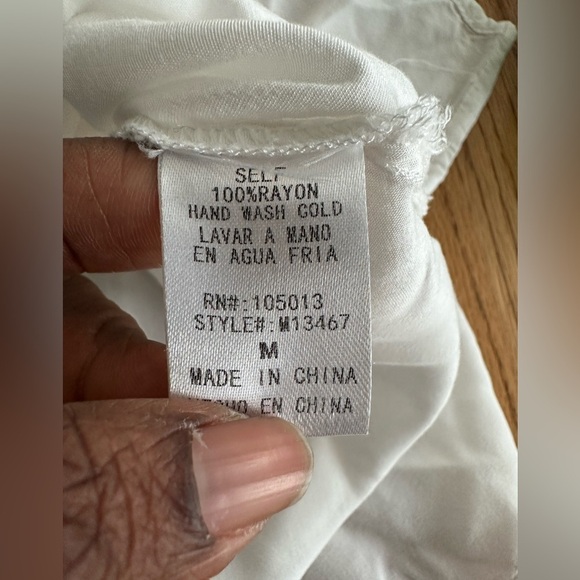 SELF
100%RAYON
HAND WASH COLD
LAVAR A MANO
EN AGUA FRIA
RN#:105013
STYLE#:M13467
M
MADE IN CHINA
HECHO EN CHINA